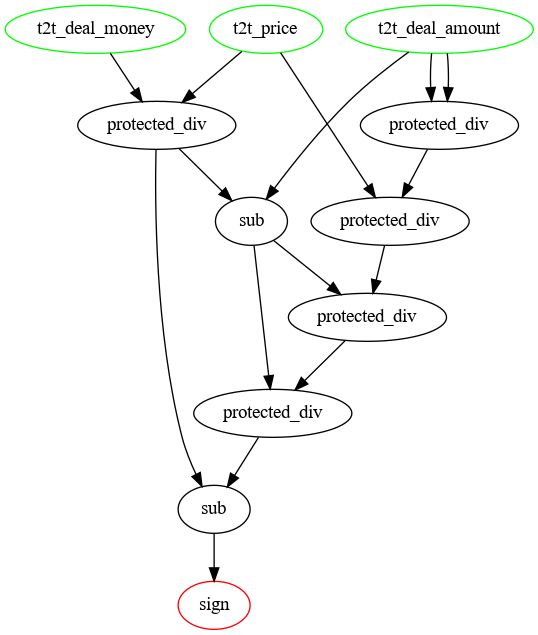 t2t_deal_money
t2t_price
t2t_deal_amount
protected_div
protected_div
sub
protected_div
protected_div
protected_div
sub
sign